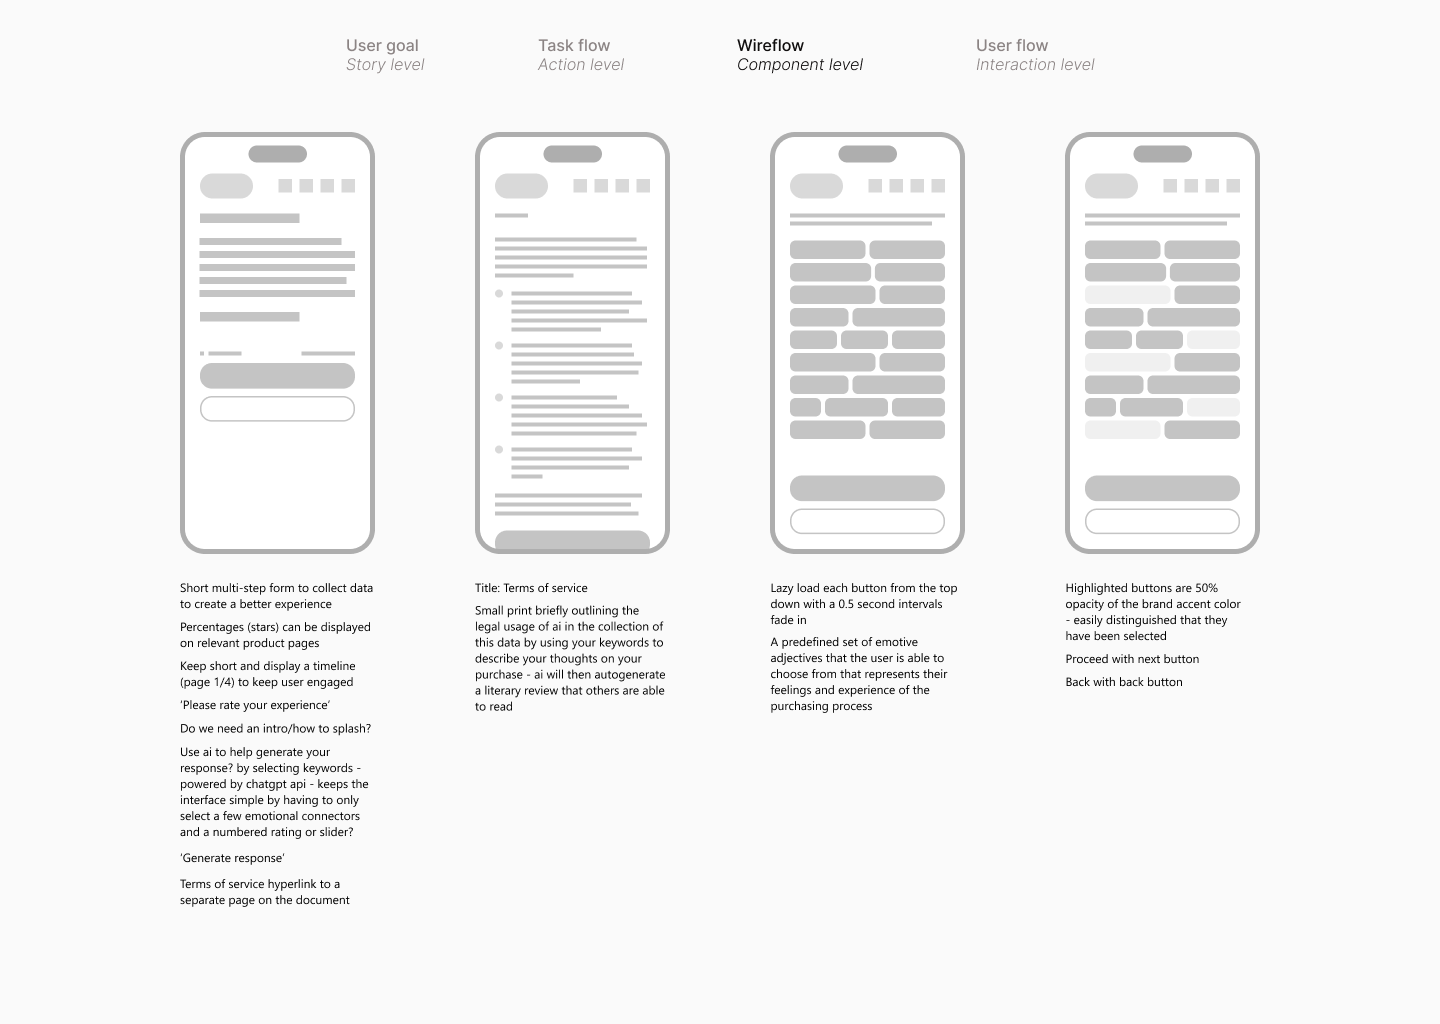 User goal
Story level
Task flow
Action level
Wireflow
Component level
User flow
Interaction level
Short multi-step form to collect data
to create a better experience
Percentages (stars) can be displayed
on relevant product pages
Keep short and display a timeline
(page 1/4) to keep user engaged
‘Please rate your experience’
Do we need an intro/how to splash?
Use ai to help generate your
response? by selecting keywords -
powered by chatgpt api - keeps the
interface simple by having to only
select a few emotional connectors
and a numbered rating or slider?
‘Generate response’
Terms of service hyperlink to a
separate page on the document
Title: Terms of service
Small print briefly outlining the
legal usage of ai in the collection of
this data by using your keywords to
describe your thoughts on your
purchase - ai will then autogenerate
a literary review that others are able
to read
Lazy load each button from the top
down with a 0.5 second intervals
fade in
A predefined set of emotive
adjectives that the user is able to
choose from that represents their
feelings and experience of the
purchasing process
Highlighted buttons are 50%
opacity of the brand accent color
- easily distinguished that they
have been selected
Proceed with next button
Back with back button